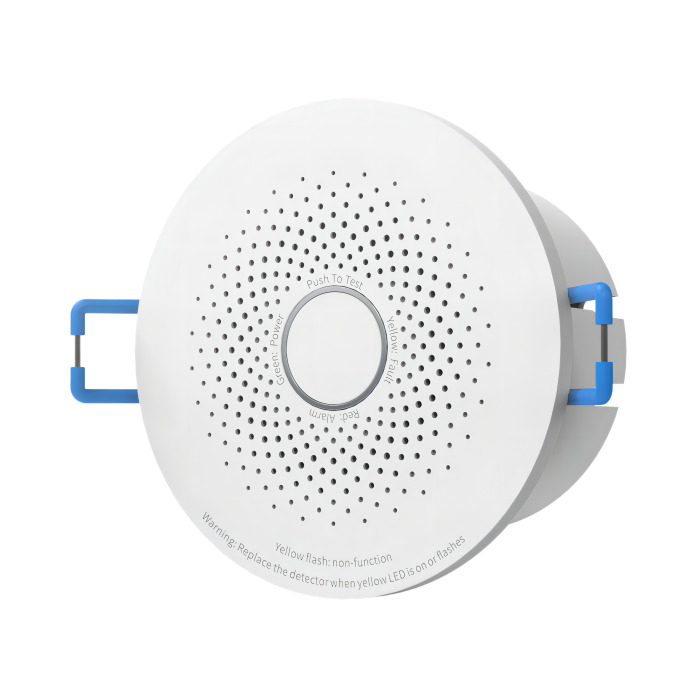 Push To Test
Green: Power
Yellow: Fault
Red: Alarm
Yellow flash: non-function
Warning: Replace the detector when yellow LED is on or flashes